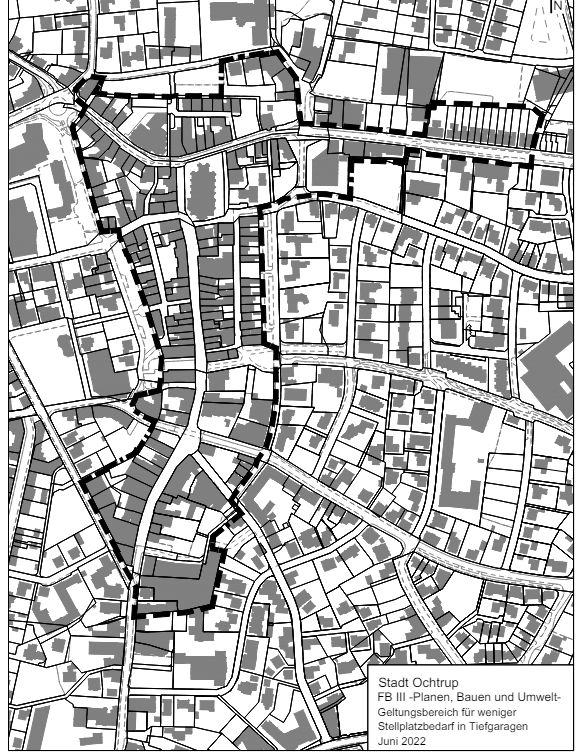 N
Stadt Ochtrup
FB III -Planen, Bauen und Umwelt-
Geltungsbereich für weniger
Stellplatzbedarf in Tiefgaragen
Juni 2022